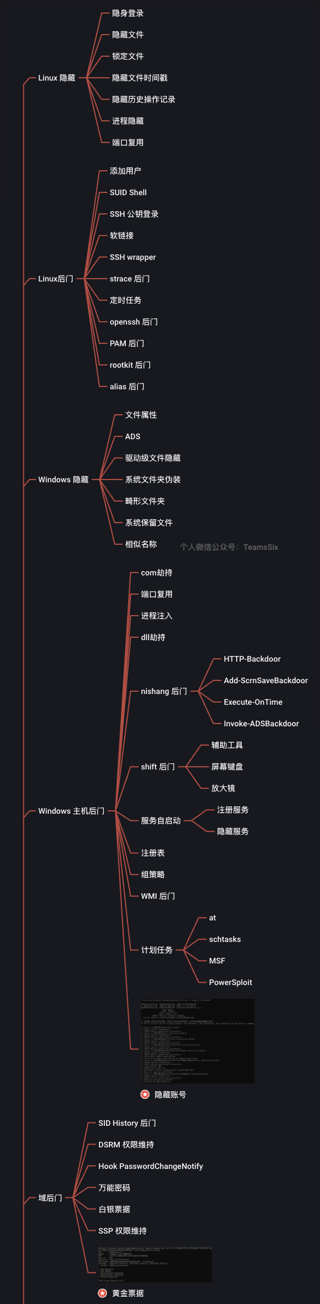 Linux 隐藏
隐身登录
隐藏文件
锁定文件
隐藏文件时间戳
隐藏历史操作记录
进程隐藏
端口复用
Linux后门
添加用户
SUID Shell
SSH 公钥登录
软链接
SSH wrapper
strace 后门
定时任务
openssh 后门
PAM 后门
rootkit 后门
alias 后门
Windows 隐藏
文件属性
ADS
驱动级文件隐藏
系统文件夹伪装
畸形文件夹
系统保留文件
相似名称
个人微信公众号：TeamsSix
Windows 主机后门
com劫持
端口复用
进程注入
dll劫持
nishang 后门
HTTP-Backdoor
Add-ScrnSaveBackdoor
Execute-OnTime
Invoke-ADSBackdoor
shift 后门
辅助工具
屏幕键盘
放大镜
服务自启动
注册服务
隐藏服务
注册表
组策略
WMI 后门
计划任务
at
schtasks
MSF
PowerSploit
隐藏账号
域后门
SID History 后门
DSRM 权限维持
Hook PasswordChangeNotify
万能密码
白银票据
SSP 权限维持
黄金票据